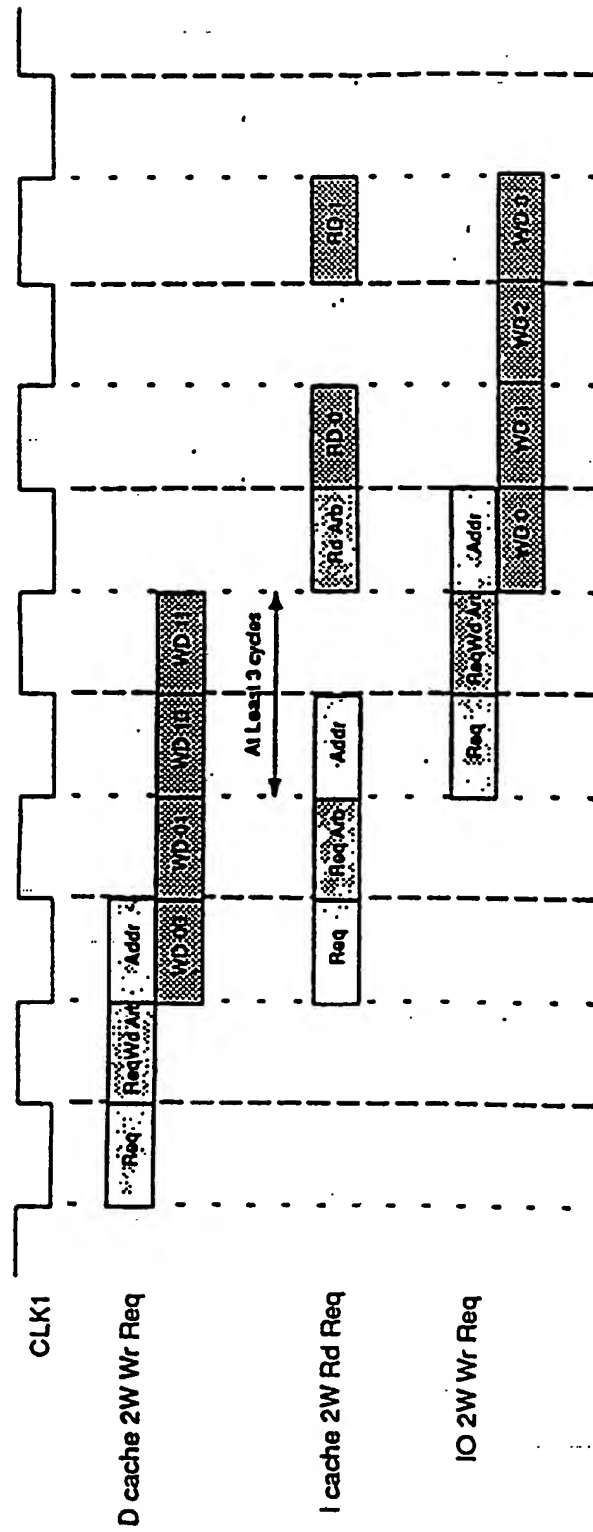 CLK1
D cache 2W Wr Req
Req
ReqWd Arb
Addr
WD 00
WD 01
WD 10
WD 11
At Least 3 cycles
I cache 2W Rd Req
Req
Req Arb
Addr
Rd Arb
RD 0
RD 1
IO 2W Wr Req
Req
ReqWd Arb
Addr
WD 0
WD 1
WD 2
WD 3